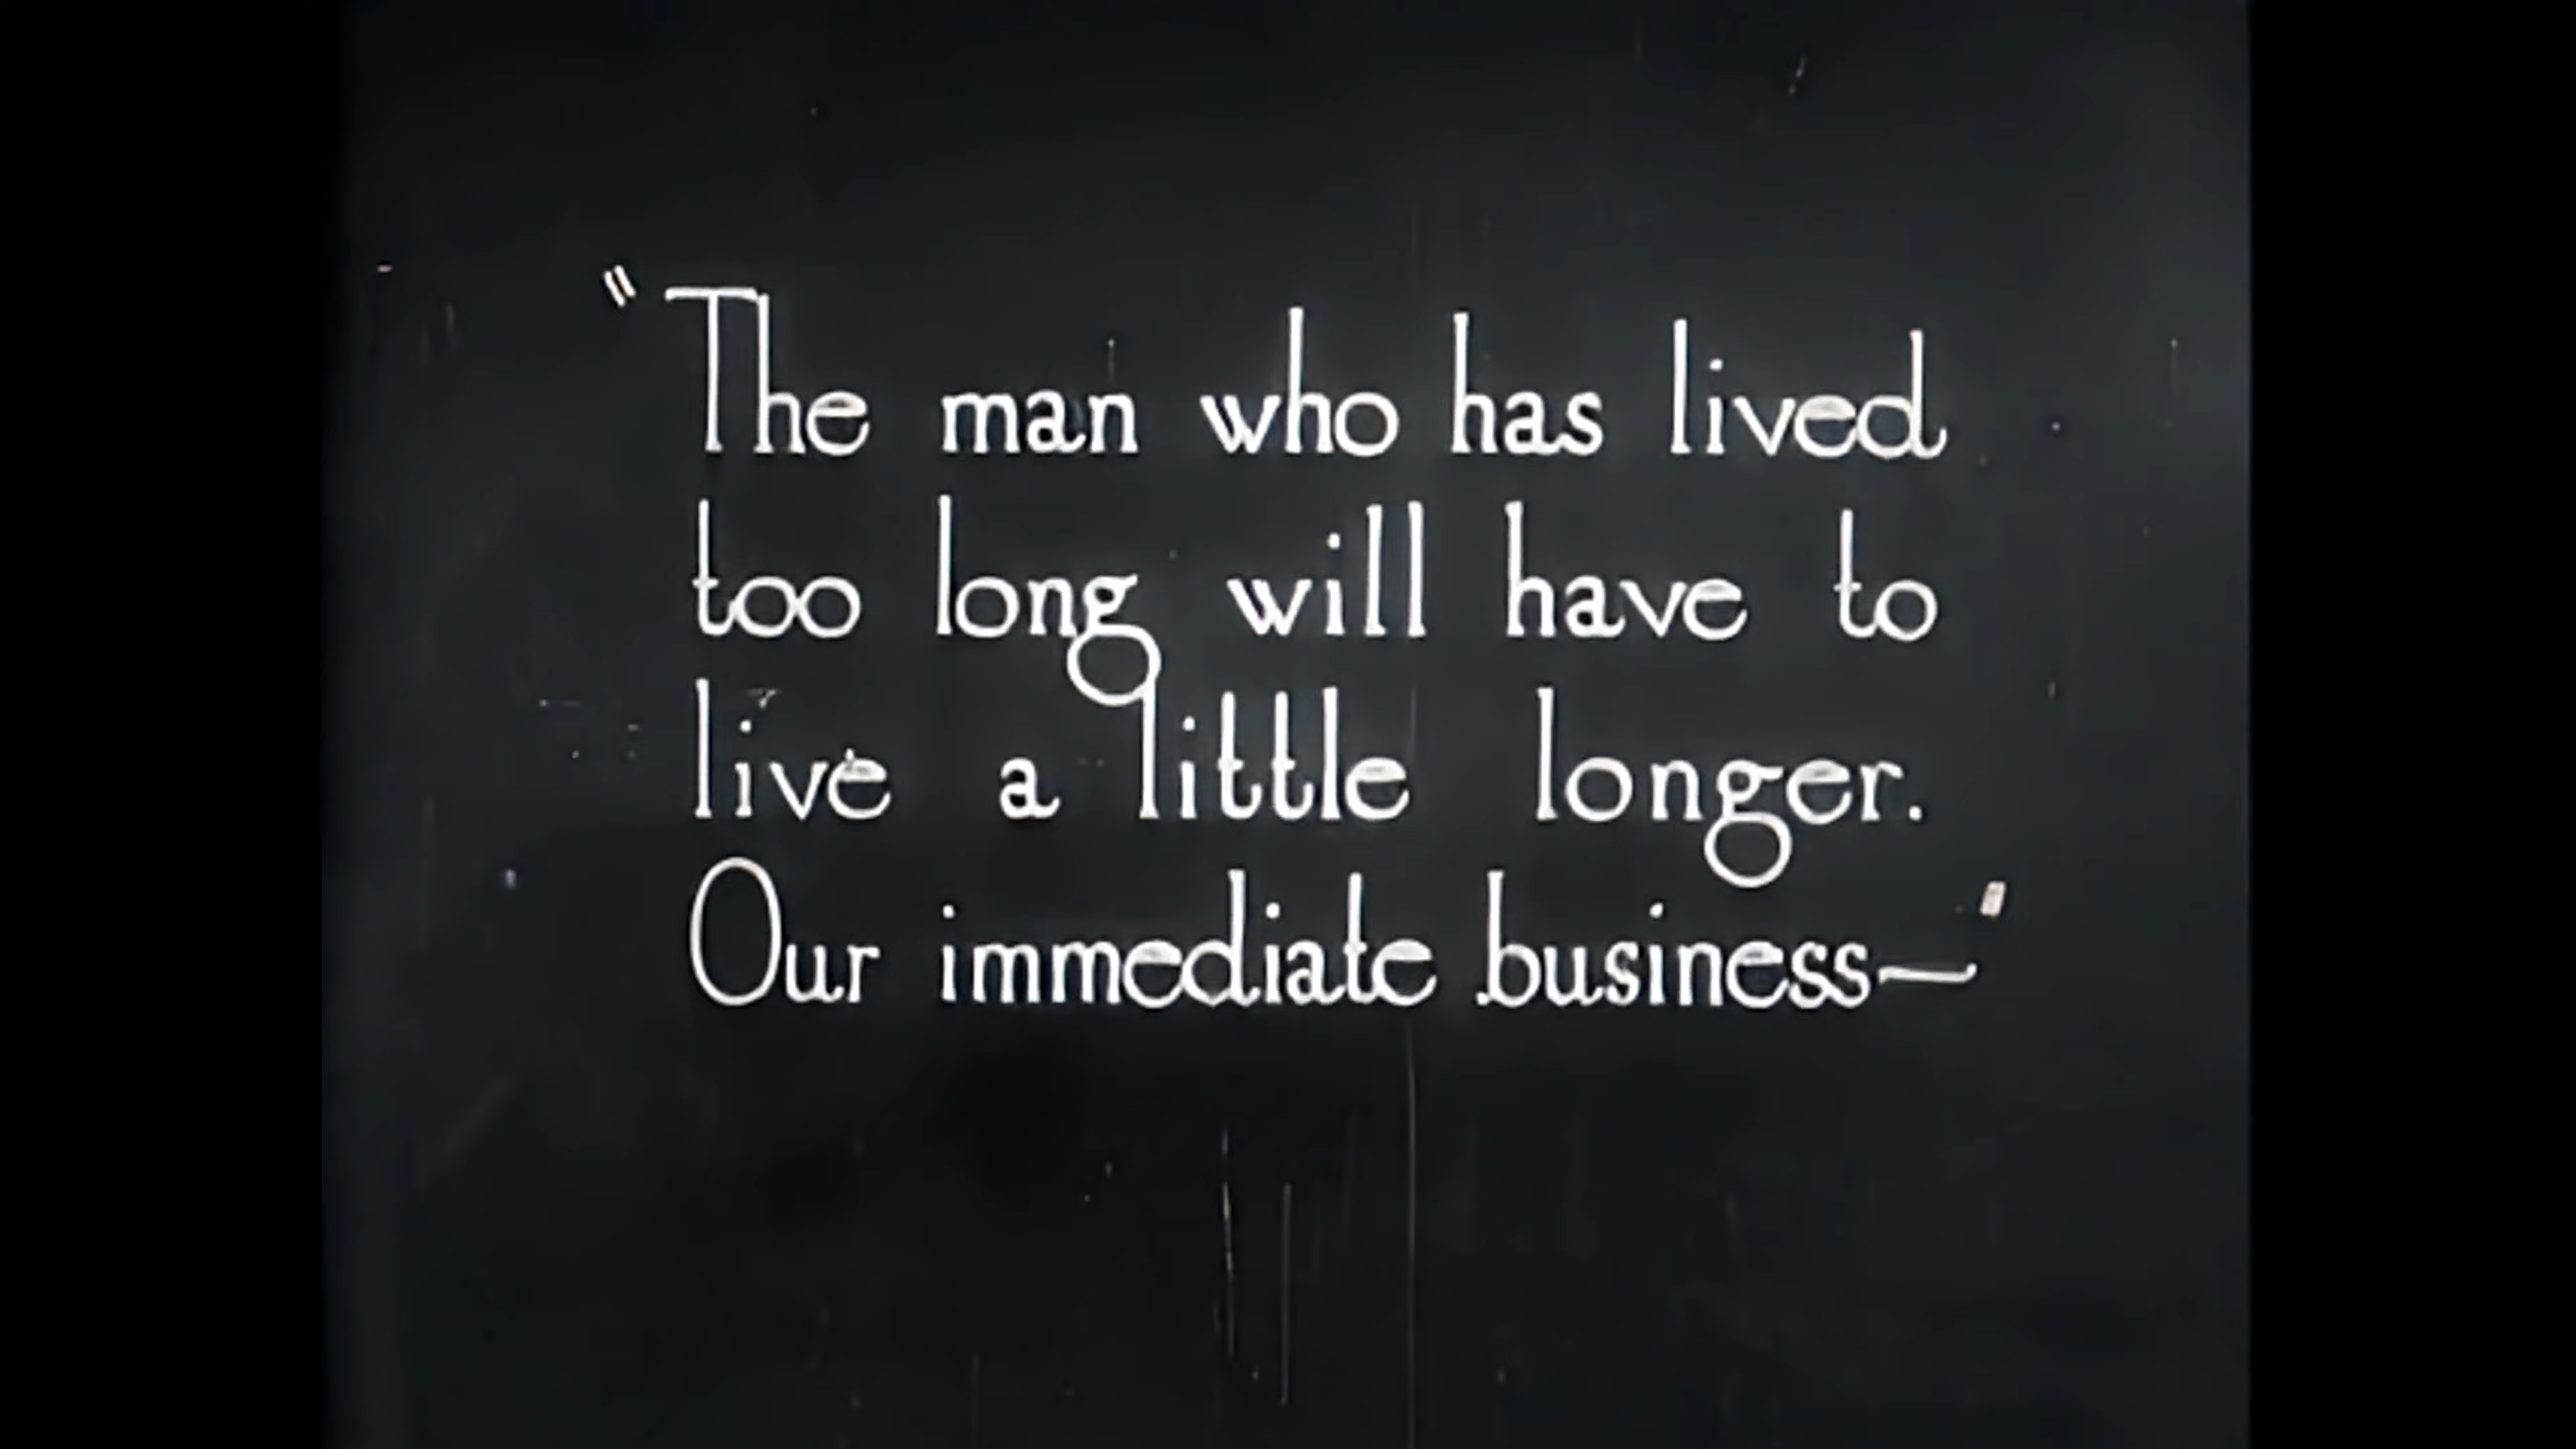 "The man who has lived
too long will have to
live a little longer.
Our immediate business—"